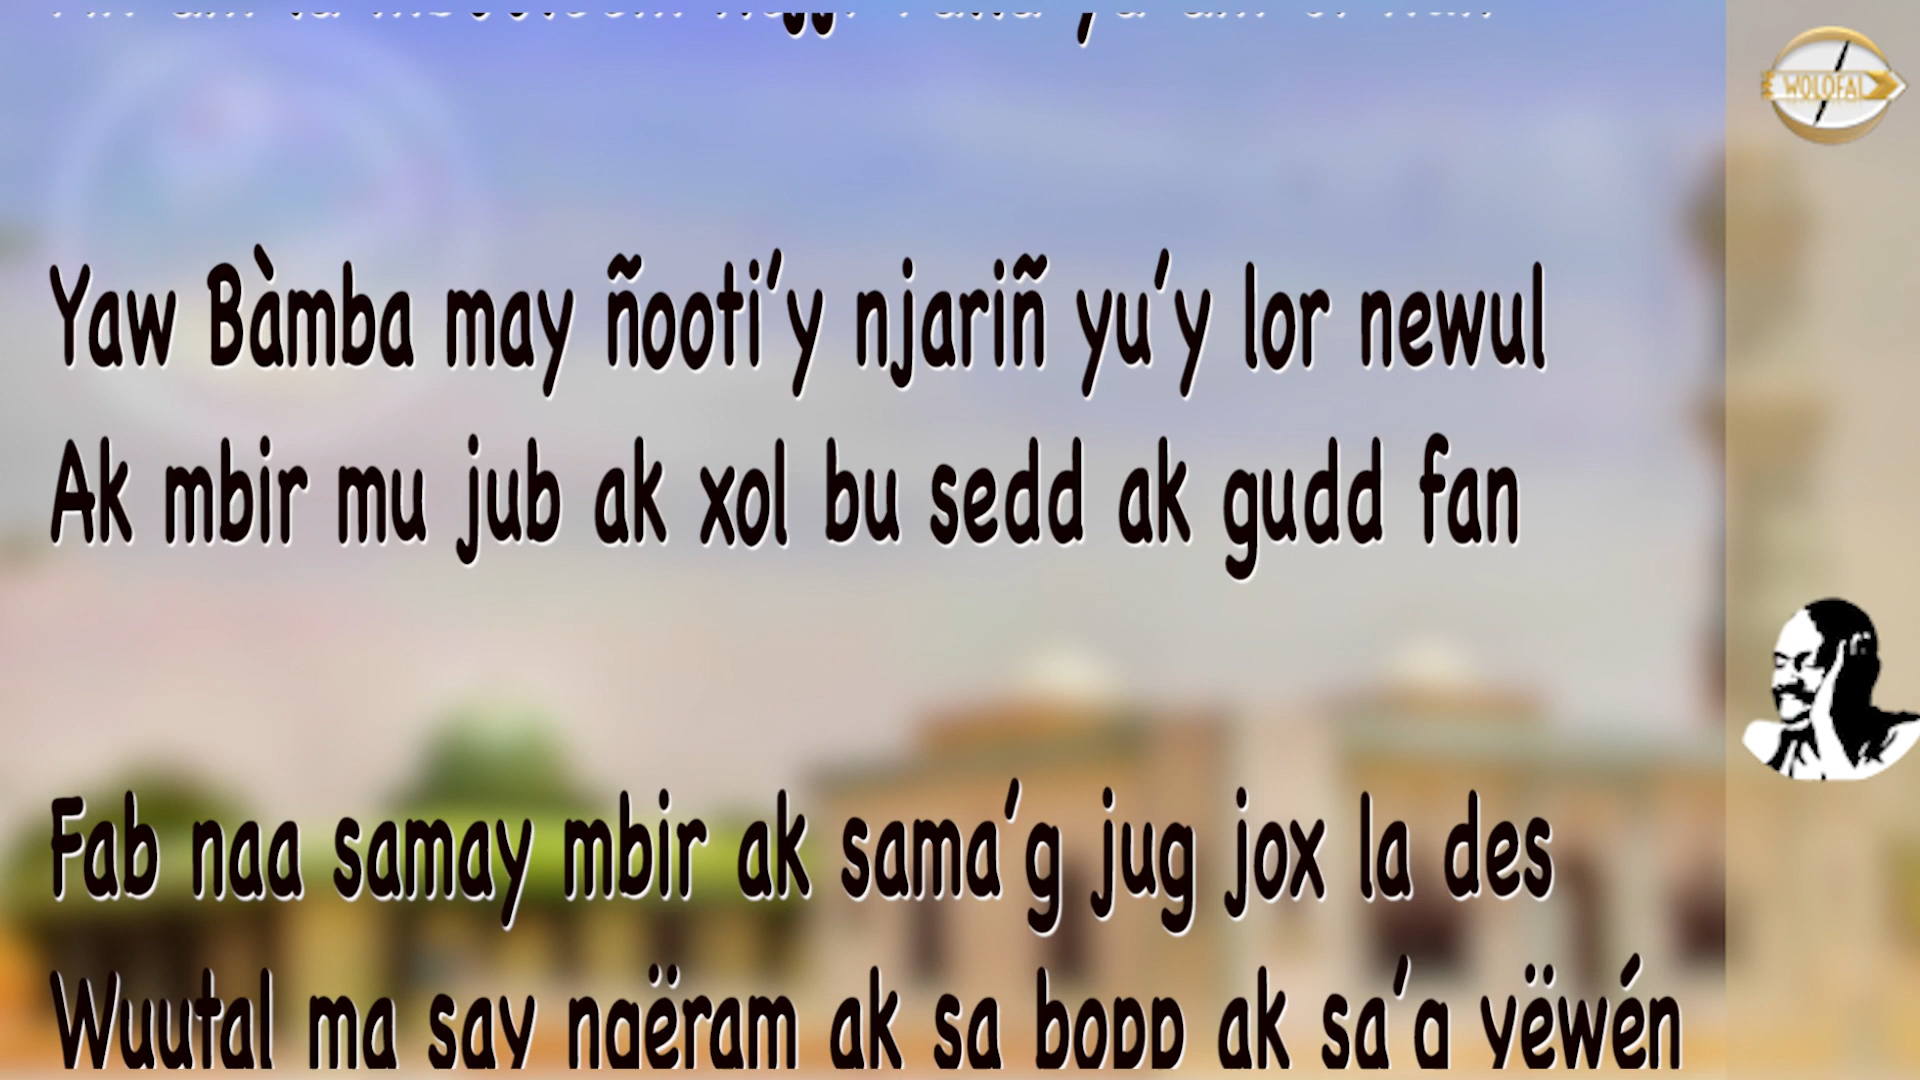 WOLOFAL
Yaw Bàmba may ñooti'y njariñ yu'y lor newul
Ak mbir mu jub ak xol bu sedd ak gudd fan
Fab naa samay mbir ak sama'g jug jox la des
Wuutal ma say ngëram ak sa bopp ak sa'g yëwén